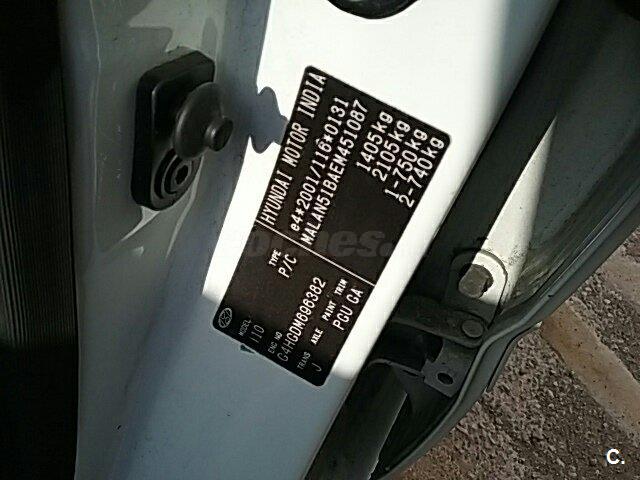 HYUNDAI MOTOR INDIA
e4*2001/116*0131
MALAN51BAEM451087
1405kg
2105kg
1-750kg
2-740kg
TYPE
P/C
MODEL
I10
ENG NO
G4HGDM696382
TRANS AXLE PAINT TRIM
J PGU GA
C.